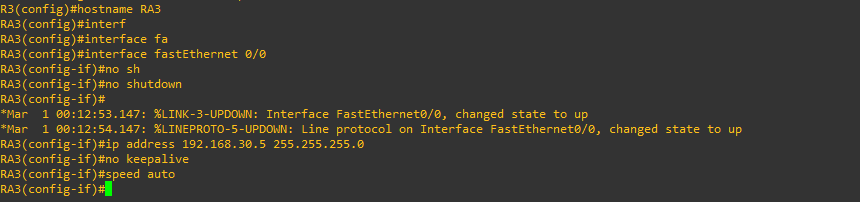 R3(config)#hostname RA3
RA3(config)#interf
RA3(config)#interface fa
RA3(config)#interface fastEthernet 0/0
RA3(config-if)#no sh
RA3(config-if)#no shutdown
RA3(config-if)#
*Mar  1 00:12:53.147: %LINK-3-UPDOWN: Interface FastEthernet0/0, changed state to up
*Mar  1 00:12:54.147: %LINEPROTO-5-UPDOWN: Line protocol on Interface FastEthernet0/0, changed state to up
RA3(config-if)#ip address 192.168.30.5 255.255.255.0
RA3(config-if)#no keepalive
RA3(config-if)#speed auto
RA3(config-if)#